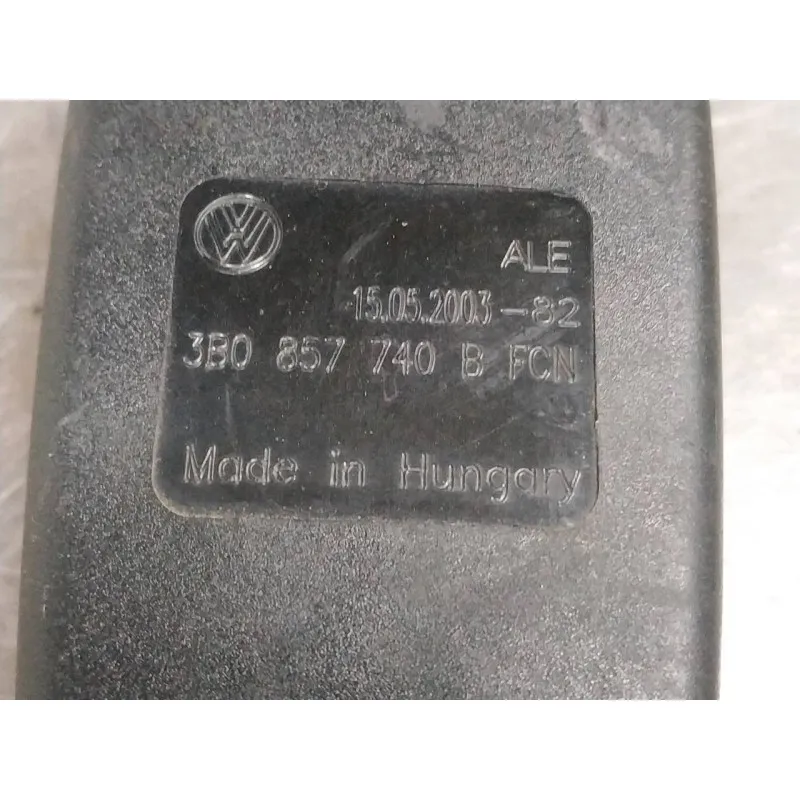 ALE
15.05.2003-82
3B0 857 740 B FCN
Made in Hungary